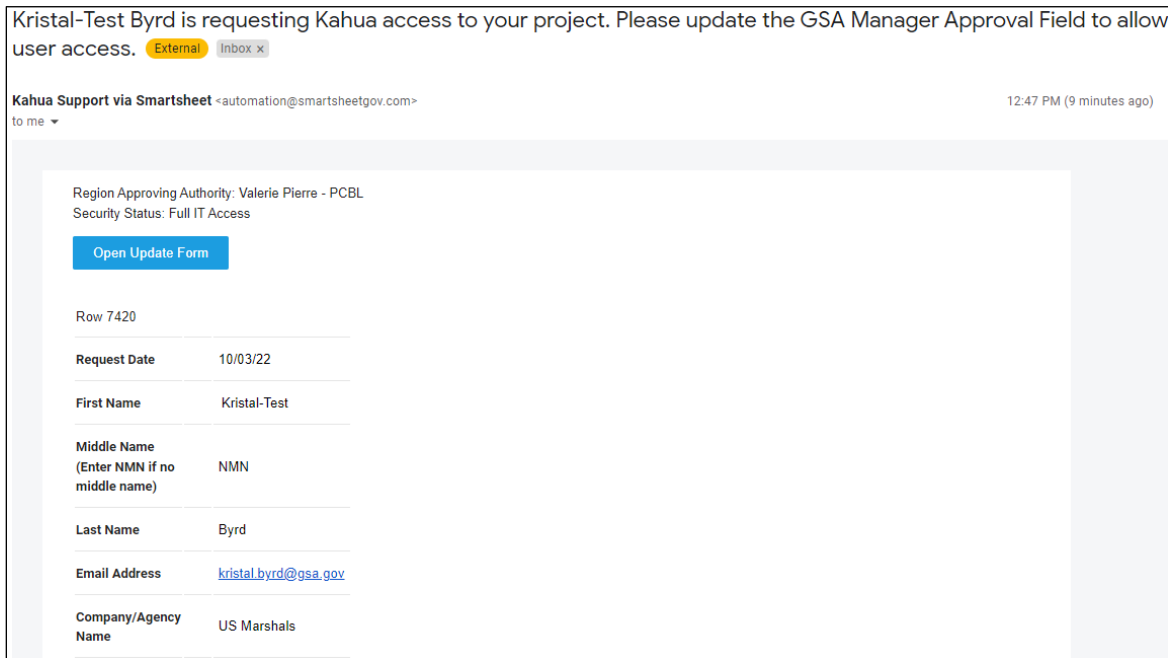 Kristal-Test Byrd is requesting Kahua access to your project. Please update the GSA Manager Approval Field to allow
user access. External Inbox x
Kahua Support via Smartsheet <automation@smartsheetgov.com> 12:47 PM (9 minutes ago)
to me
Region Approving Authority: Valerie Pierre - PCBL
Security Status: Full IT Access
Open Update Form
Row 7420
Request Date 10/03/22
First Name Kristal-Test
Middle Name
(Enter NMN if no NMN
middle name)
Last Name Byrd
Email Address kristal.byrd@gsa.gov
Company/Agency
Name US Marshals